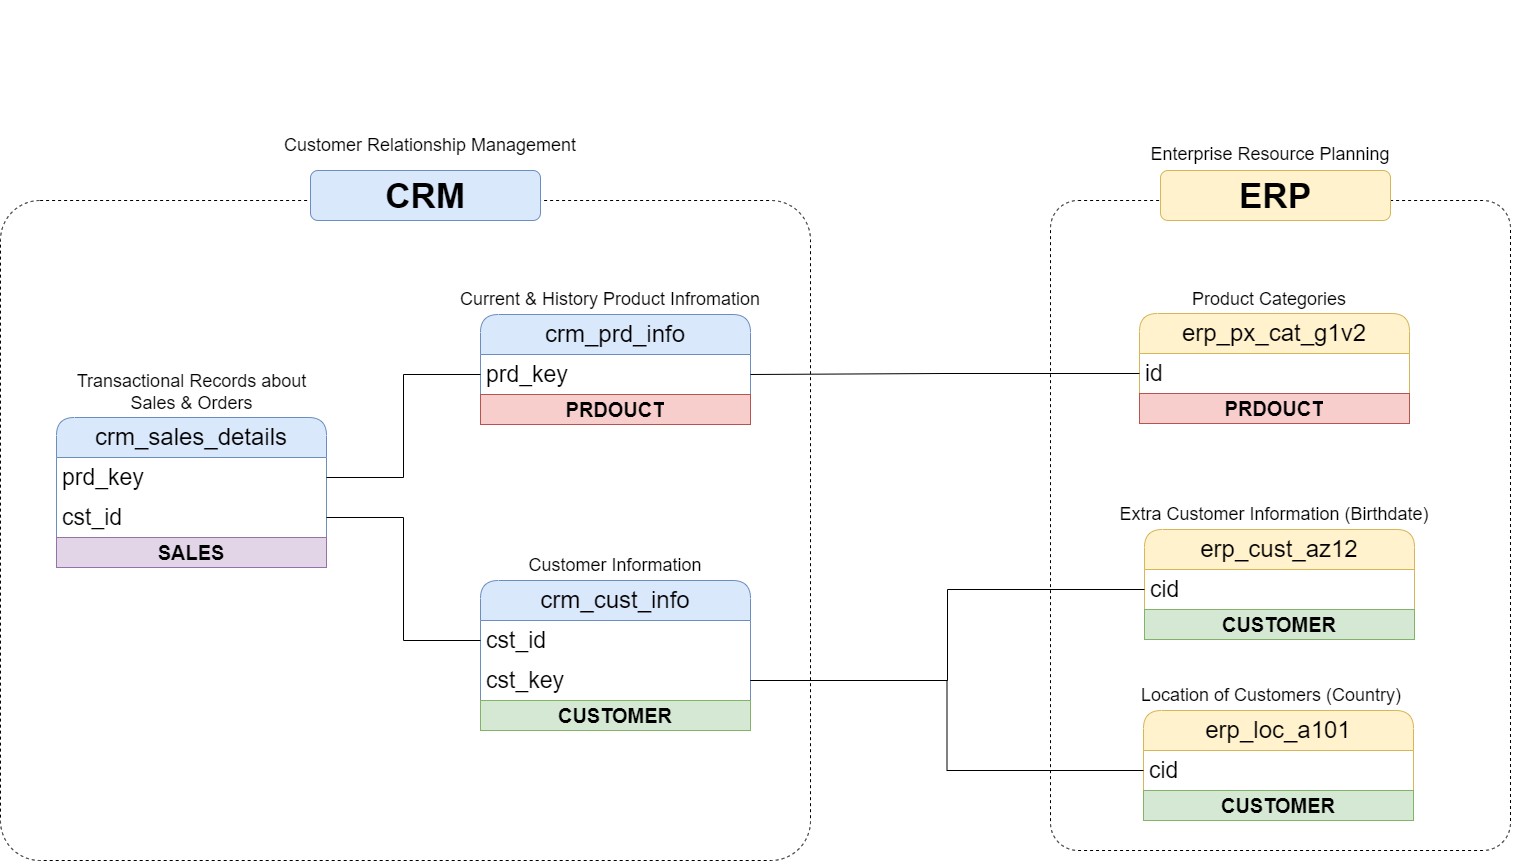 Customer Relationship Management
CRM
Transactional Records about
Sales & Orders
crm_sales_details
prd_key
cst_id
SALES
Current & History Product Infromation
crm_prd_info
prd_key
PRDOUCT
Customer Information
crm_cust_info
cst_id
cst_key
CUSTOMER
Enterprise Resource Planning
ERP
Product Categories
erp_px_cat_g1v2
id
PRDOUCT
Extra Customer Information (Birthdate)
erp_cust_az12
cid
CUSTOMER
Location of Customers (Country)
erp_loc_a101
cid
CUSTOMER